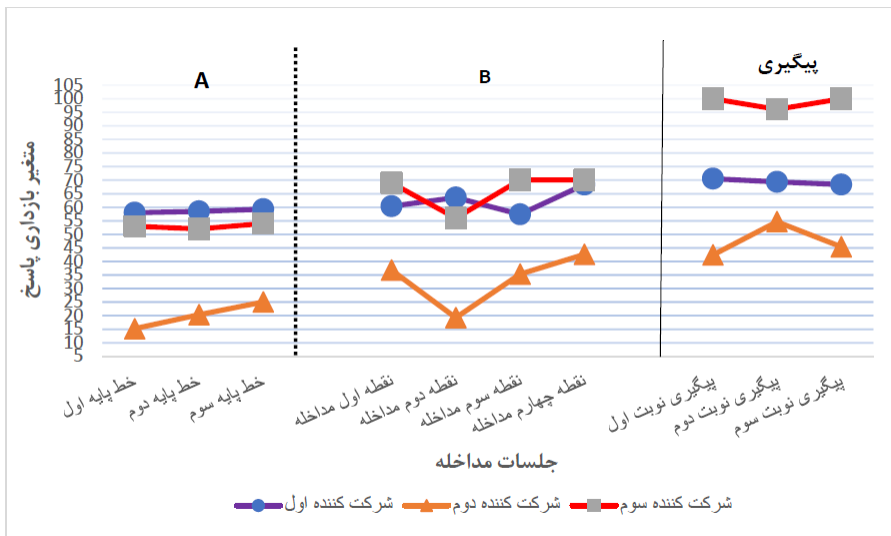 A
B
پیگیری
متغیر بازداری پاسخ
105
100
95
90
85
80
75
70
65
60
55
50
45
40
35
30
25
20
15
10
5
خط پایه اول
خط پایه دوم
خط پایه سوم
نقطه اول مداخله
نقطه دوم مداخله
نقطه سوم مداخله
نقطه چهارم مداخله
پیگیری نوبت اول
پیگیری نوبت دوم
پیگیری نوبت سوم
جلسات مداخله
شرکت کننده اول
شرکت کننده دوم
شرکت کننده سوم